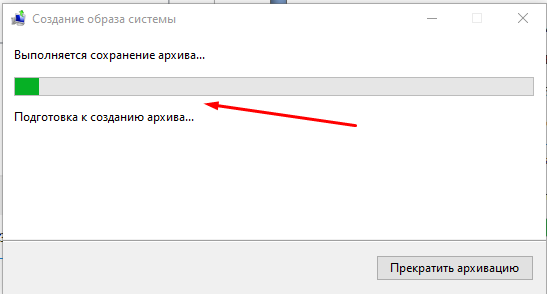 Создание образа системы
Выполняется сохранение архива...
Подготовка к созданию архива...
Прекратить архивацию